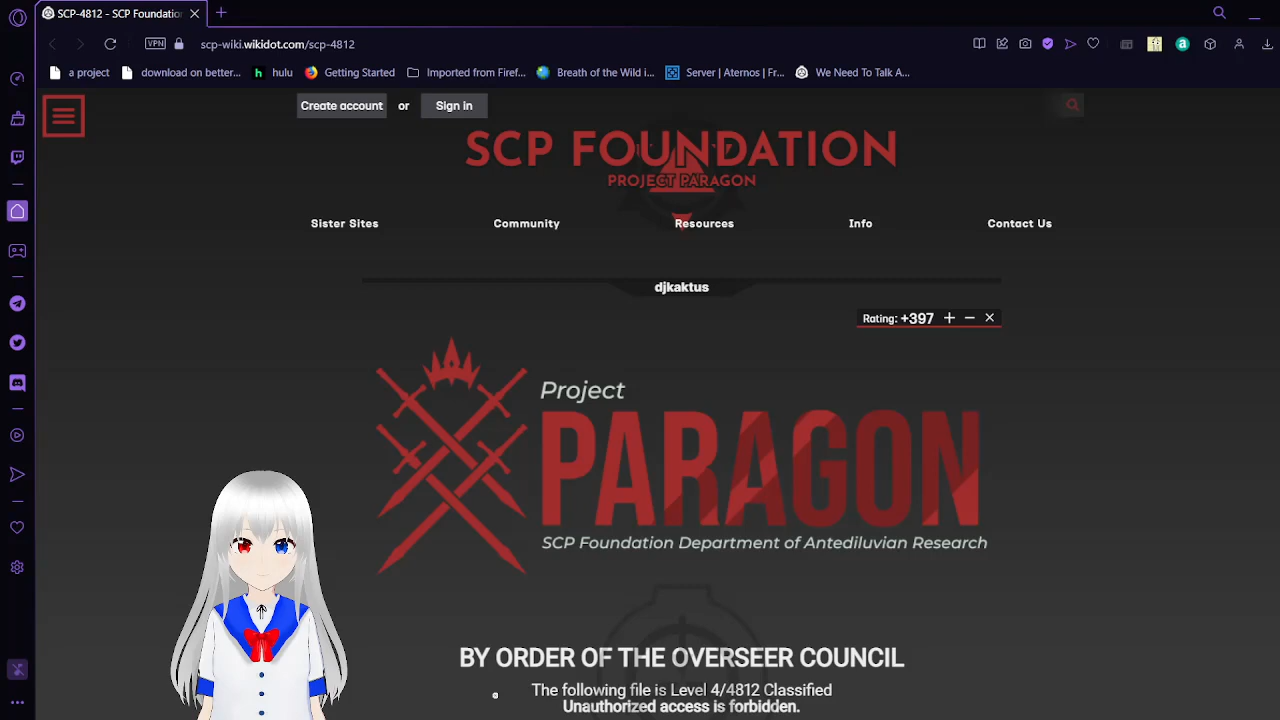 SCP-4812 - SCP Foundatio
VPN
scp-wiki.wikidot.com/scp-4812
a project
download on better...
h hulu
Getting Started
Imported from Firef...
Breath of the Wild i...
Server | Aternos | Fr...
We Need To Talk A...
Create account or Sign in
SCP FOUNDATION
PROJECT PARAGON
Sister Sites Community Resources Info Contact Us
djkaktus
Rating: +397 + − ×
Project
PARAGON
SCP Foundation Department of Antediluvian Research
BY ORDER OF THE OVERSEER COUNCIL
The following file is Level 4/4812 Classified
Unauthorized access is forbidden.